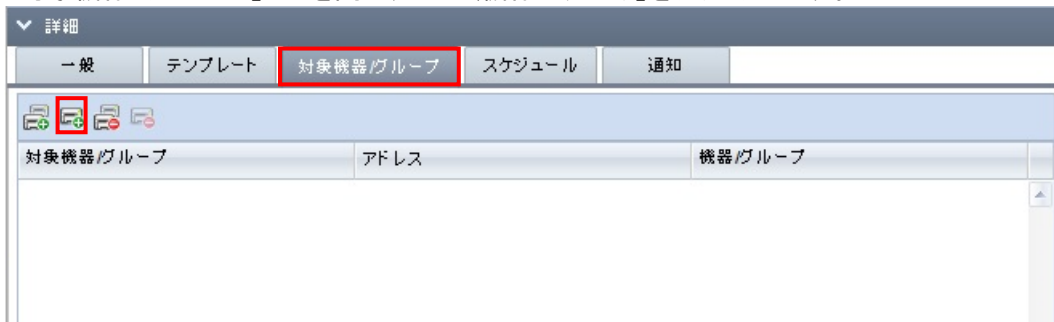 詳細
一般 テンプレート 対象機器/グループ スケジュール 通知
対象機器/グループ アドレス 機器/グループ